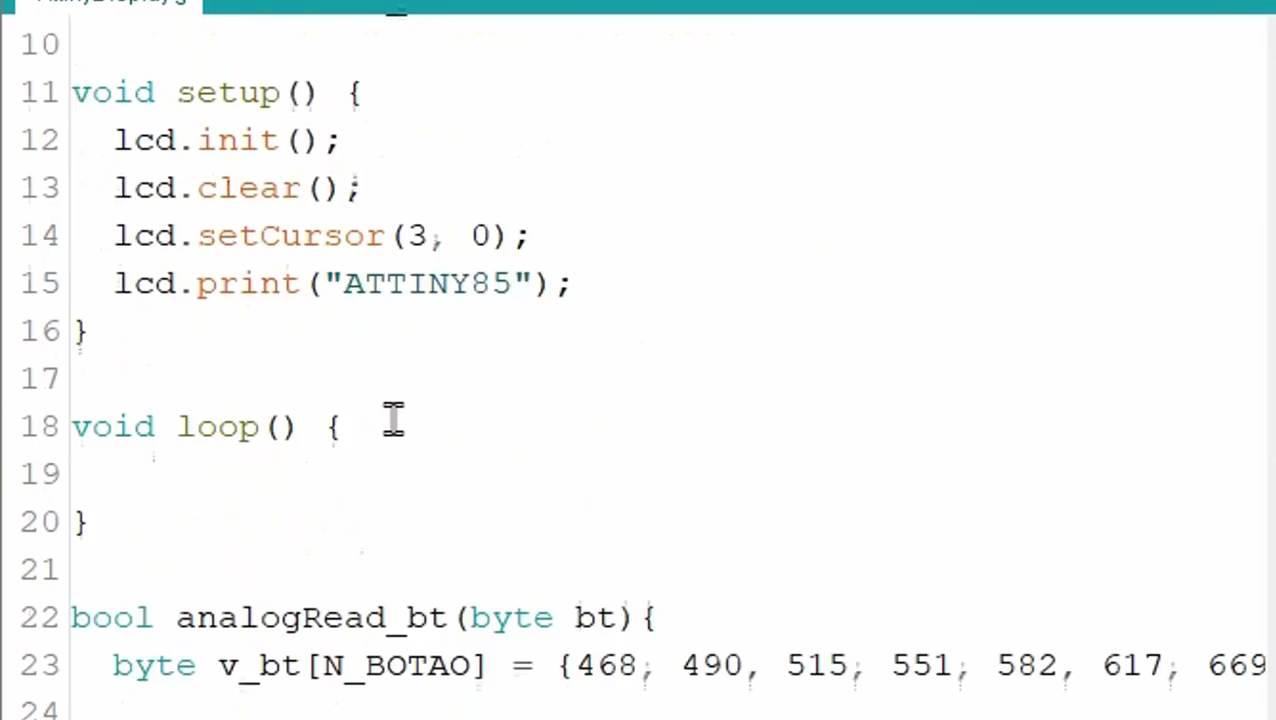 10
11 void setup() {
12 lcd.init();
13 lcd.clear();
14 lcd.setCursor(3, 0);
15 lcd.print("ATTINY85");
16 }
17
18 void loop() {
19
20 }
21
22 bool analogRead_bt(byte bt){
23 byte v_bt[N_BOTAO] = {468, 490, 515, 551, 582, 617, 669
24